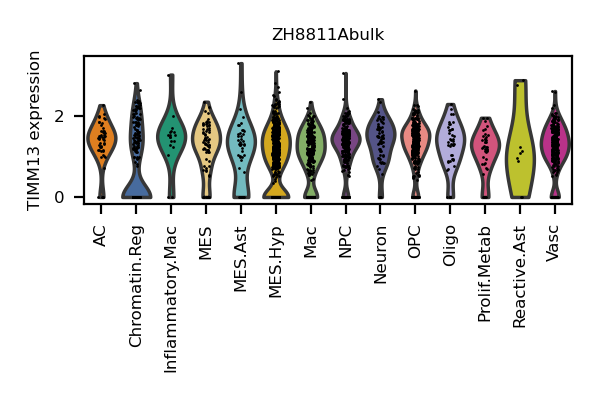 ZH8811Abulk
TIMM13 expression
2
0
AC
Chromatin.Reg
Inflammatory.Mac
MES
MES.Ast
MES.Hyp
Mac
NPC
Neuron
OPC
Oligo
Prolif.Metab
Reactive.Ast
Vasc